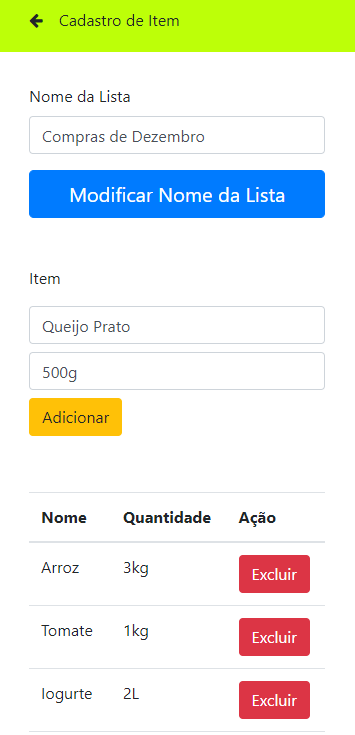 Cadastro de Item
Nome da Lista
Compras de Dezembro
Modificar Nome da Lista
Item
Queijo Prato
500g
Adicionar
Nome Quantidade Ação
Arroz 3kg Excluir
Tomate 1kg Excluir
Iogurte 2L Excluir